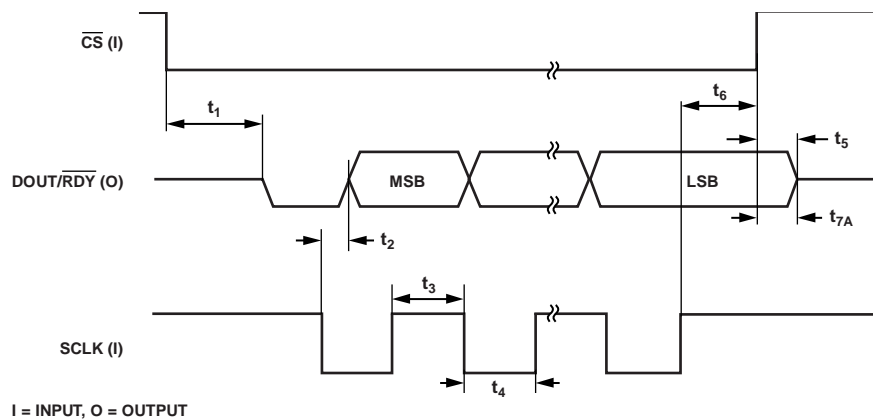 CS (I)
t1
t6
t5
DOUT/RDY (O)
MSB
LSB
t2
t7A
t3
SCLK (I)
t4
I = INPUT, O = OUTPUT